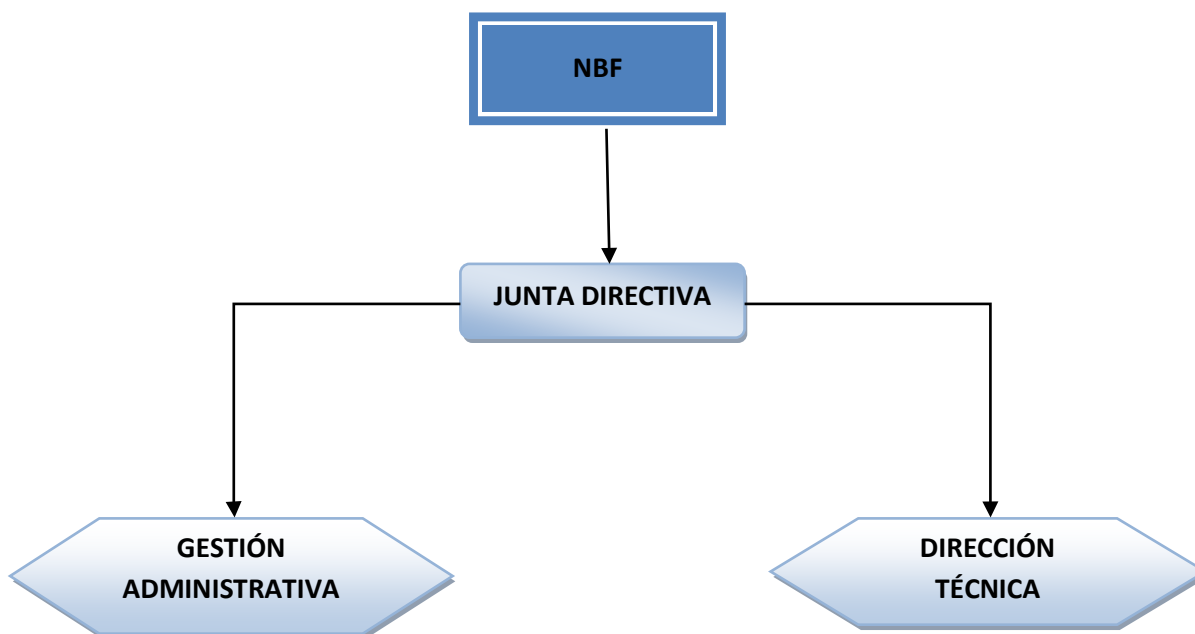 NBF
JUNTA DIRECTIVA
GESTIÓN
ADMINISTRATIVA
DIRECCIÓN
TÉCNICA